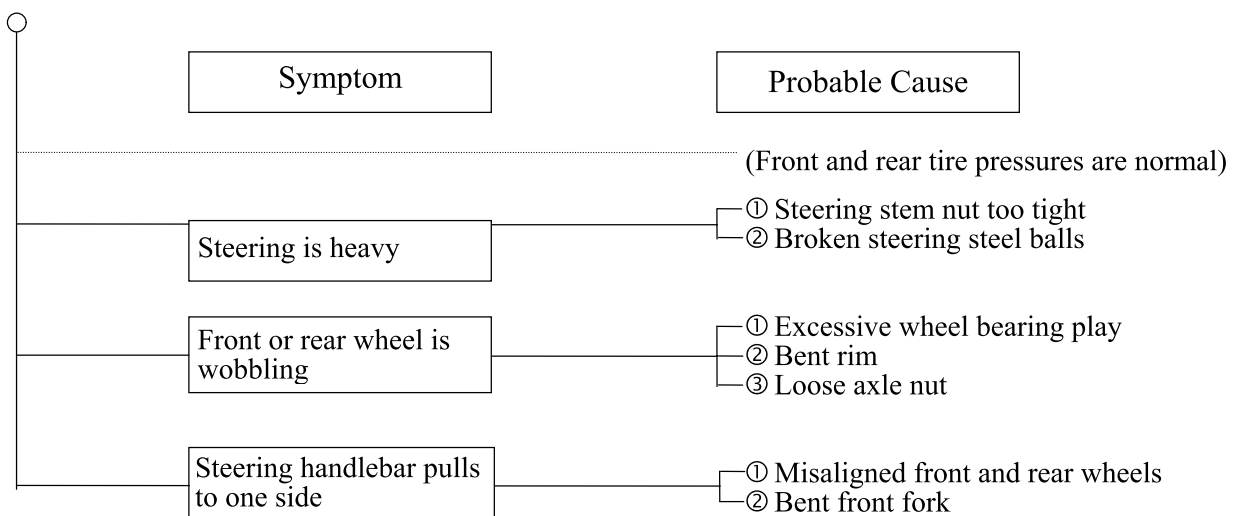 Symptom
Probable Cause
(Front and rear tire pressures are normal)
Steering is heavy
① Steering stem nut too tight
② Broken steering steel balls
Front or rear wheel is
wobbling
① Excessive wheel bearing play
② Bent rim
③ Loose axle nut
Steering handlebar pulls
to one side
① Misaligned front and rear wheels
② Bent front fork